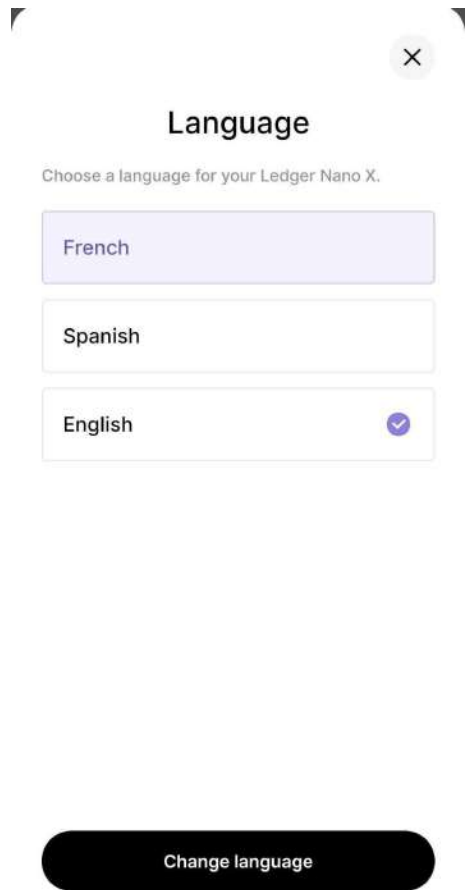 Language
Choose a language for your Ledger Nano X.
French
Spanish
English
Change language